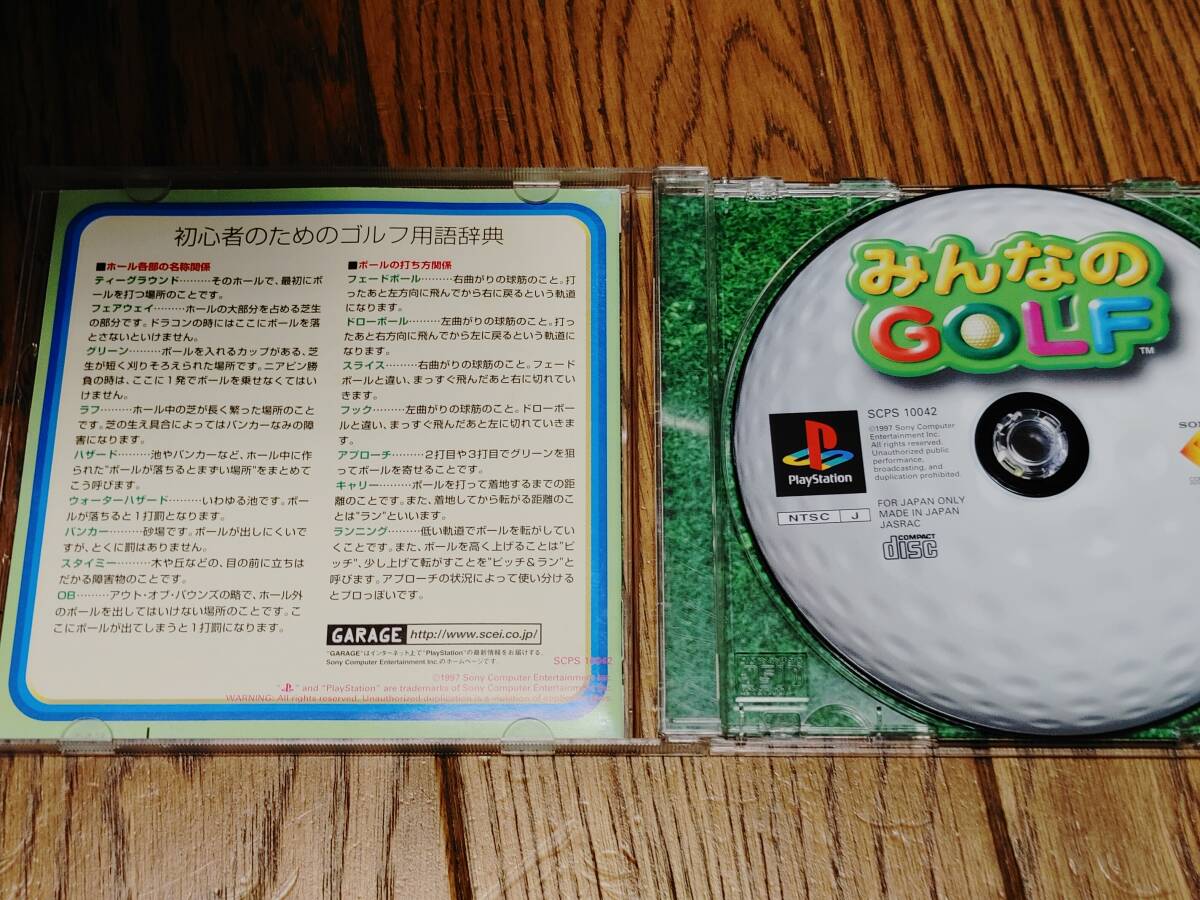 初心者のためのゴルフ用語辞典
■ホール各部の名称関係
ティーグラウンド………そのホールで、最初にボ
ールを打つ場所のことです。
フェアウェイ………ホールの大部分を占める芝生
の部分です。ドラコンの時にはここにボールを落
とさないといけません。
グリーン………ボールを入れるカップがある、芝
生が短く刈りそろえられた場所です。ニアピン勝
負の時は、ここに1発でボールを乗せなくてはい
けません。
ラフ………ホール中の芝が長く繁った場所のこと
です。芝の生え具合によってはバンカーなみの障
害になります。
ハザード………池やバンカーなど、ホール中に作
られた"ボールが落ちるとまずい場所"をまとめて
こう呼びます。
ウォーターハザード………いわゆる池です。ボー
ルが落ちると1打罰となります。
バンカー………砂場です。ボールが出しにくいで
すが、とくに罰はありません。
スタイミー………木や丘などの、目の前に立ちは
だかる障害物のことです。
OB………アウト・オブ・バウンズの略で、ホール外
のボールを出してはいけない場所のことです。こ
こにボールが出てしまうと1打罰になります。
■ボールの打ち方関係
フェードボール………右曲がりの球筋のこと。打
ったあと左方向に飛んでから右に戻るという軌道
になります。
ドローボール………左曲がりの球筋のこと。打っ
たあと右方向に飛んでから左に戻るという軌道に
なります。
スライス………右曲がりの球筋のこと。フェード
ボールと違い、まっすぐ飛んだあと右に切れてい
きます。
フック………左曲がりの球筋のこと。ドローボー
ルと違い、まっすぐ飛んだあと左に切れていきま
す。
アプローチ………2打目や3打目でグリーンを狙
ってボールを寄せることです。
キャリー………ボールを打って着地するまでの距
離のことです。また、着地してから転がる距離のこ
とは"ラン"といいます。
ランニング………低い軌道でボールを転がしてい
くことです。また、ボールを高く上げることは"ピ
ッチ"、少し上げて転がすことを"ピッチ&ラン"と
呼びます。アプローチの状況によって使い分ける
とプロっぽいです。
GARAGE http://www.scei.co.jp/
"GARAGE"はインターネット上で"PlayStation"の最新情報をお届けする、
Sony Computer Entertainment Inc.のホームページです。
SCPS 10042
©1997 Sony Computer Entertainment
" " and "PlayStation" are trademarks of Sony Computer Entertainment
WARNING: All rights reserved. Unauthorized duplication is a violation of
みんなの
GOLF™
SCPS 10042
©1997 Sony Computer
Entertainment Inc.
All rights reserved.
Unauthorized public
performance,
broadcasting, and
duplication prohibited.
PlayStation
NTSC J
FOR JAPAN ONLY
MADE IN JAPAN
JASRAC
COMPACT
disc